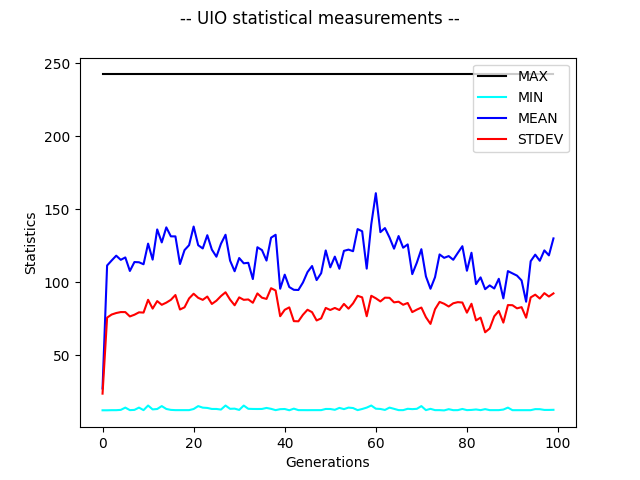 -- UIO statistical measurements --
250
200
150
100
50
Statistics
MAX
MIN
MEAN
STDEV
0 20 40 60 80 100
Generations